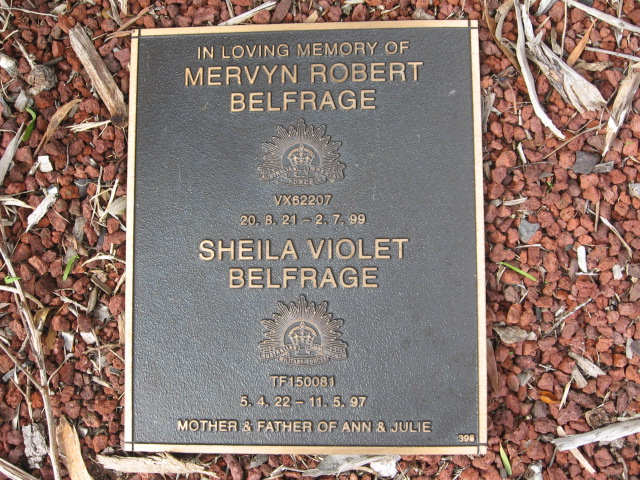 IN LOVING MEMORY OF
MERVYN ROBERT
BELFRAGE
VX62207
20. 8. 21 – 2. 7. 99
SHEILA VIOLET
BELFRAGE
TF150081
5. 4. 22 – 11. 5. 97
MOTHER & FATHER OF ANN & JULIE